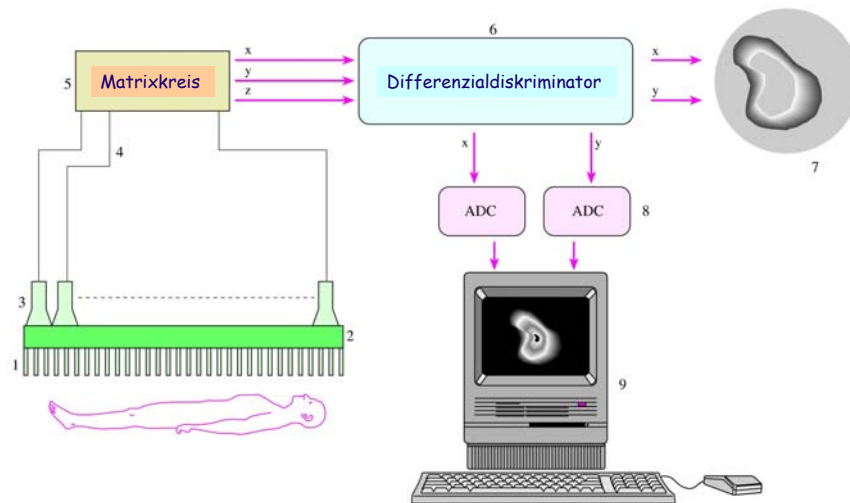 6
x
x
5
Matrixkreis
y
Differenzialdiskriminator
z
y
4
7
x
y
ADC
ADC
8
3
2
1
9